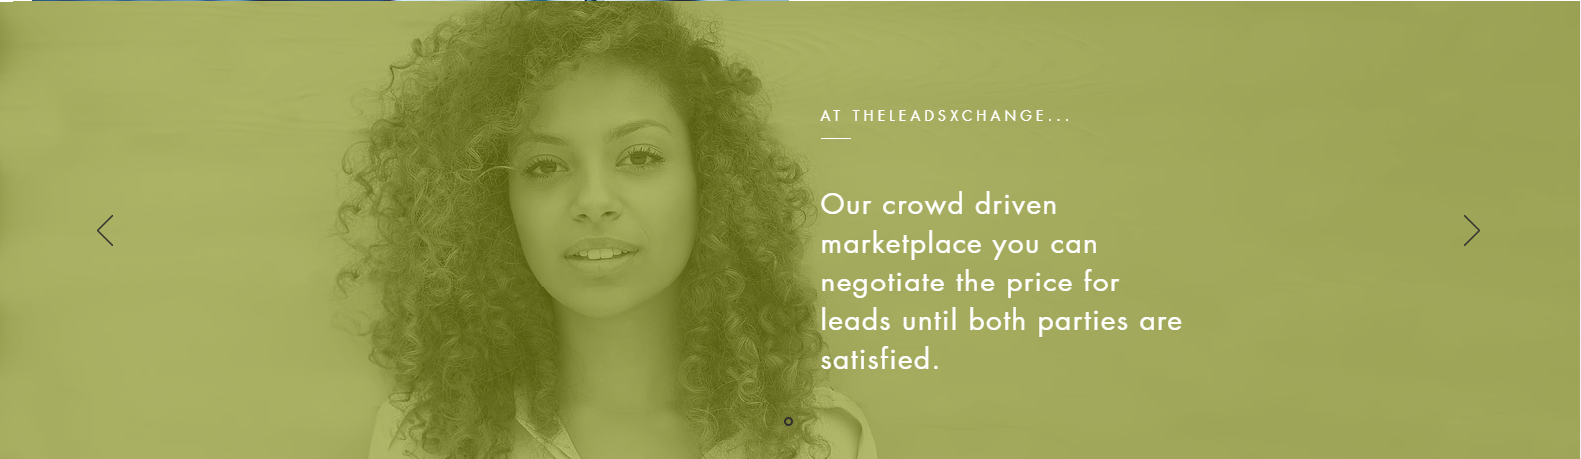 AT THELEADSXCHANGE...
Our crowd driven
marketplace you can
negotiate the price for
leads until both parties are
satisfied.